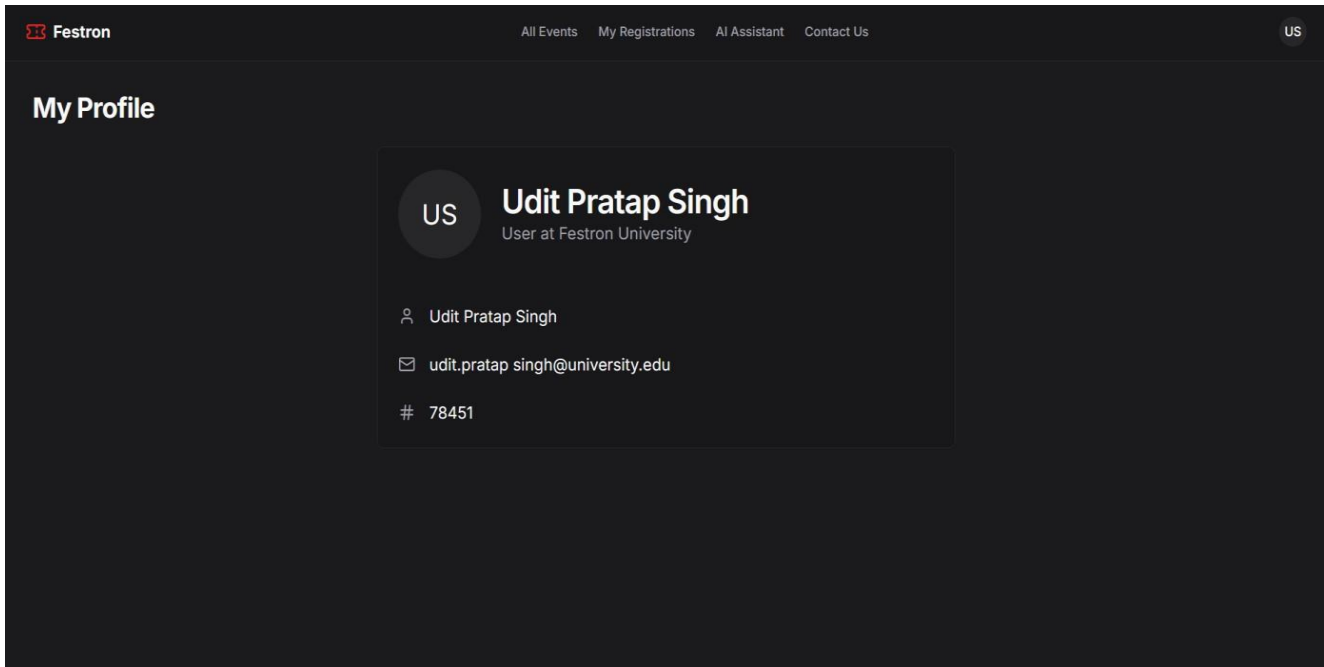 Festron All Events My Registrations AI Assistant Contact Us US
My Profile
US
Udit Pratap Singh
User at Festron University
Udit Pratap Singh
udit.pratap singh@university.edu
# 78451